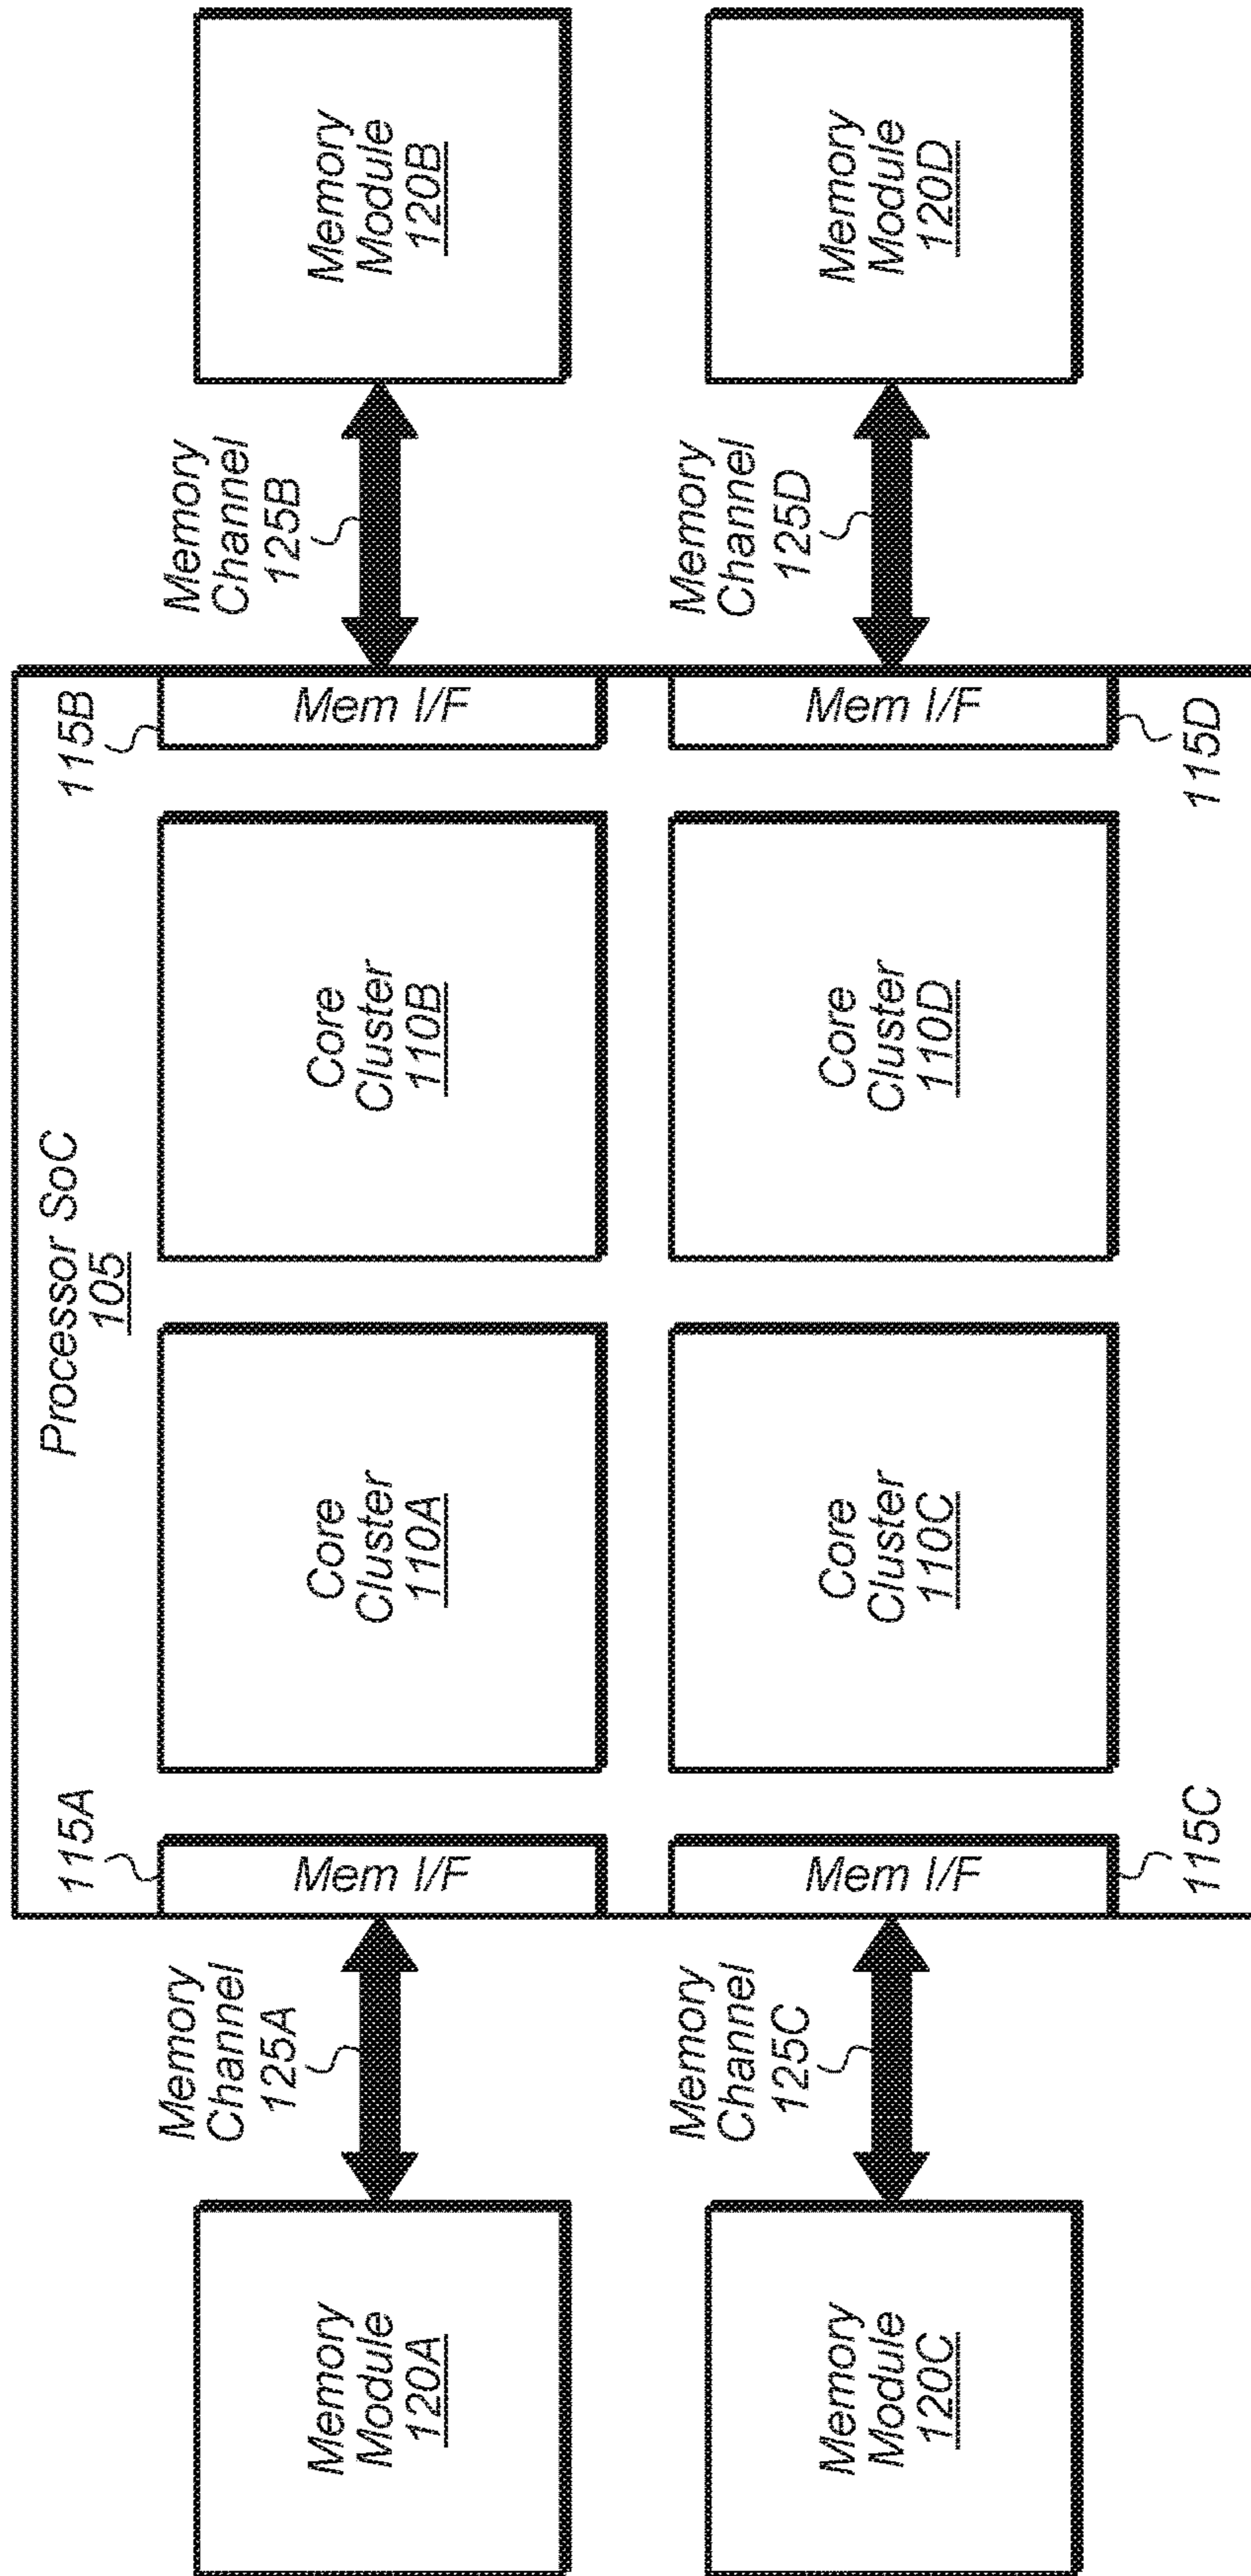 Processor SoC
105
115A
115B
Memory
Channel
125A
Memory
Channel
125B
Memory
Module
120A
Mem I/F
Core
Cluster
110A
Core
Cluster
110B
Mem I/F
Memory
Module
120B
Memory
Channel
125C
Memory
Channel
125D
Memory
Module
120C
Mem I/F
Core
Cluster
110C
Core
Cluster
110D
Mem I/F
Memory
Module
120D
115C
115D